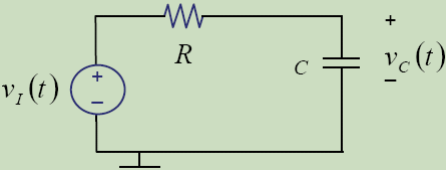 R
C
+
v_C(t)
−
v_I(t)
+
−